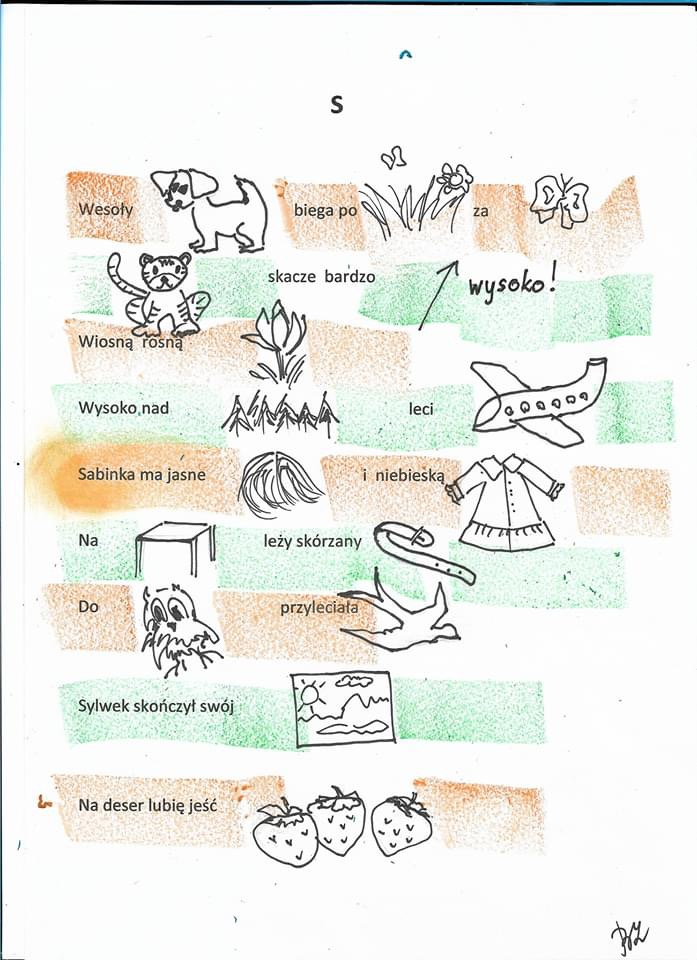 S
Wesoły biega po za
skacze bardzo wysoko!
Wiosną rosną
Wysoko nad leci
Sabinka ma jasne i niebieską
Na leży skórzany
Do przyleciała
Sylwek skończył swój
Na deser lubię jeść